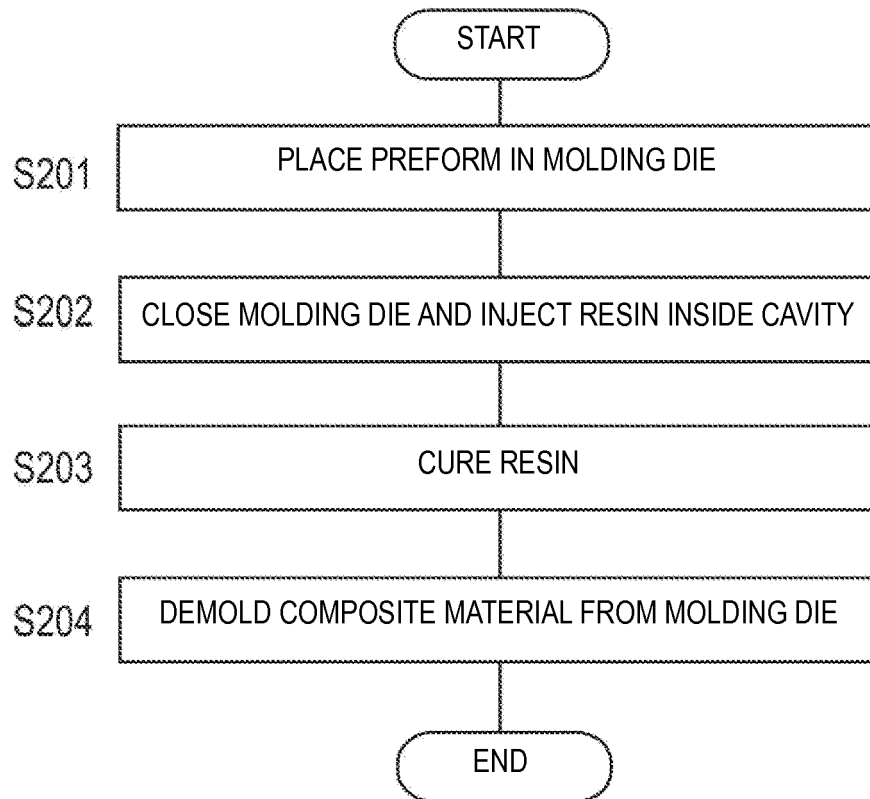 START
S201
PLACE PREFORM IN MOLDING DIE
S202
CLOSE MOLDING DIE AND INJECT RESIN INSIDE CAVITY
S203
CURE RESIN
S204
DEMOLD COMPOSITE MATERIAL FROM MOLDING DIE
END